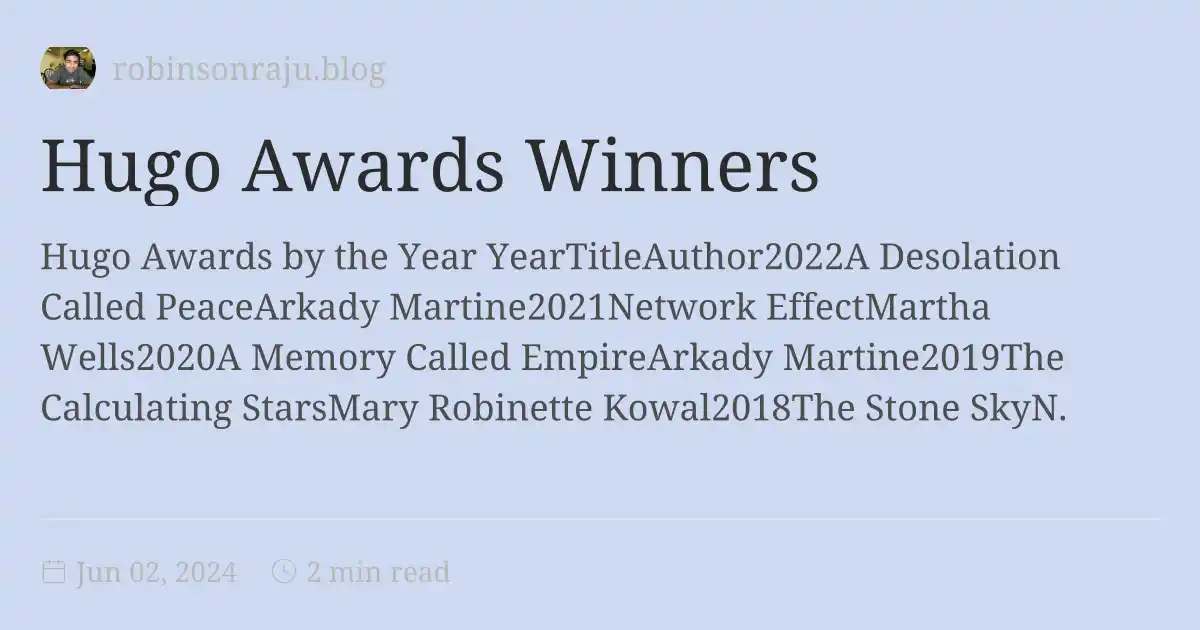 robinsonraju.blog
Hugo Awards Winners
Hugo Awards by the Year YearTitleAuthor2022A Desolation
Called PeaceArkady Martine2021Network EffectMartha
Wells2020A Memory Called EmpireArkady Martine2019The
Calculating StarsMary Robinette Kowal2018The Stone SkyN.
Jun 02, 2024 2 min read